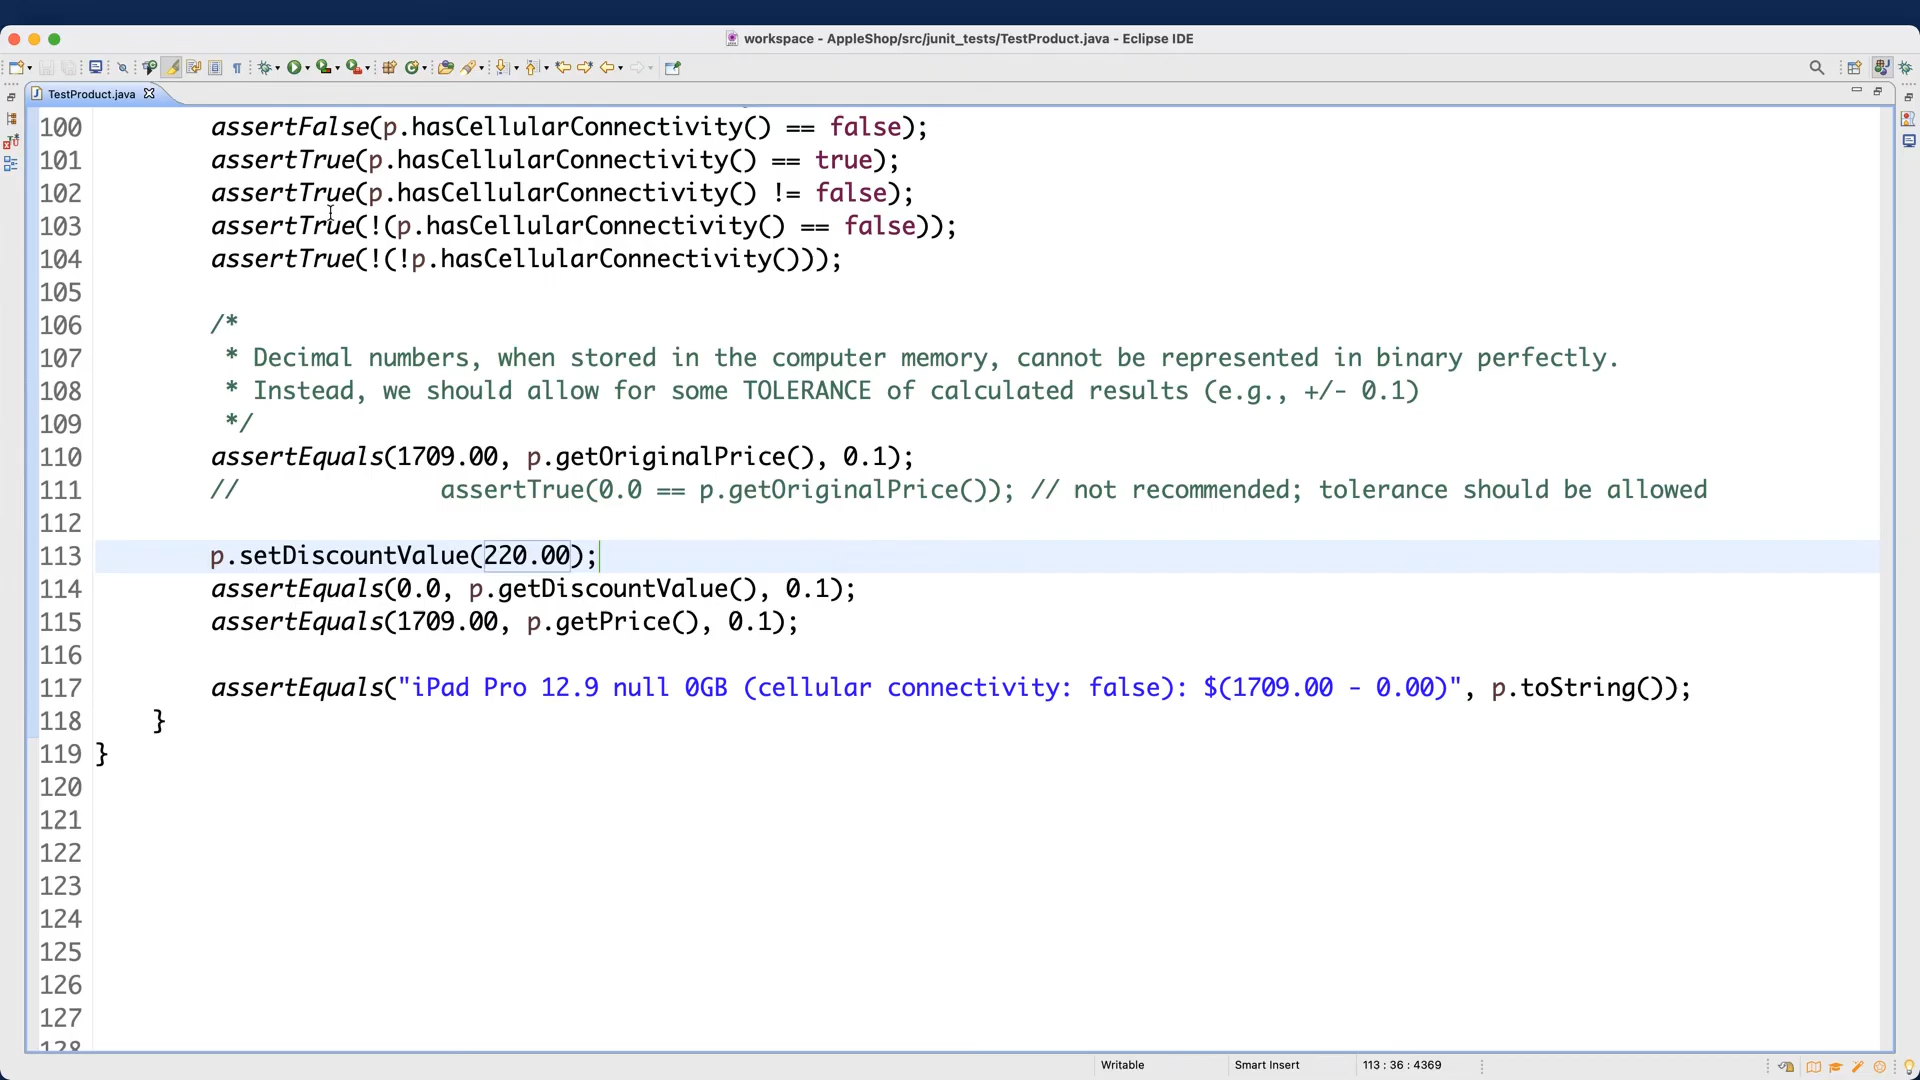 workspace - AppleShop/src/junit_tests/TestProduct.java - Eclipse IDE
TestProduct.java
100 assertFalse(p.hasCellularConnectivity() == false);
101 assertTrue(p.hasCellularConnectivity() == true);
102 assertTrue(p.hasCellularConnectivity() != false);
103 assertTrue(!(p.hasCellularConnectivity() == false));
104 assertTrue(!(!p.hasCellularConnectivity()));
105
106 /*
107 * Decimal numbers, when stored in the computer memory, cannot be represented in binary perfectly.
108 * Instead, we should allow for some TOLERANCE of calculated results (e.g., +/- 0.1)
109 */
110 assertEquals(1709.00, p.getOriginalPrice(), 0.1);
111 // assertTrue(0.0 == p.getOriginalPrice()); // not recommended; tolerance should be allowed
112
113 p.setDiscountValue(220.00);
114 assertEquals(0.0, p.getDiscountValue(), 0.1);
115 assertEquals(1709.00, p.getPrice(), 0.1);
116
117 assertEquals("iPad Pro 12.9 null 0GB (cellular connectivity: false): $(1709.00 - 0.00)", p.toString());
118 }
119 }
120
121
122
123
124
125
126
127
128
Writable Smart Insert 113 : 36 : 4369